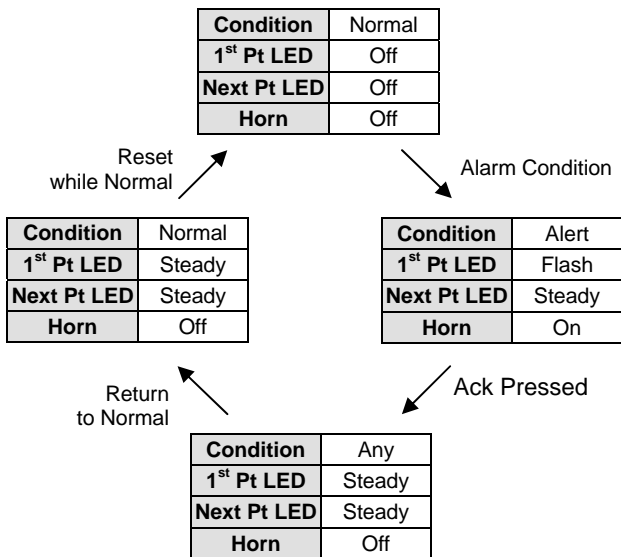 Condition Normal
1st Pt LED Off
Next Pt LED Off
Horn Off
Reset
while Normal
Alarm Condition
Condition Normal
1st Pt LED Steady
Next Pt LED Steady
Horn Off
Condition Alert
1st Pt LED Flash
Next Pt LED Steady
Horn On
Return
to Normal
Ack Pressed
Condition Any
1st Pt LED Steady
Next Pt LED Steady
Horn Off